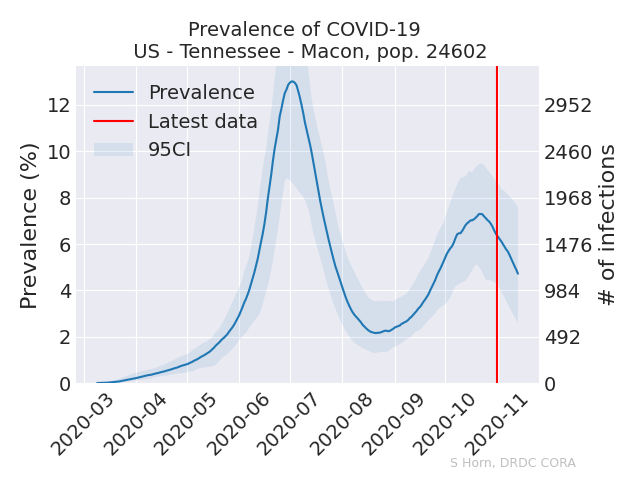 Prevalence of COVID-19
US - Tennessee - Macon, pop. 24602
Prevalence
Latest data
95CI
Prevalence (%)
12
10
8
6
4
2
0
2952
2460
1968
1476
984
492
0
# of infections
2020-03
2020-04
2020-05
2020-06
2020-07
2020-08
2020-09
2020-10
2020-11
S Horn, DRDC CORA